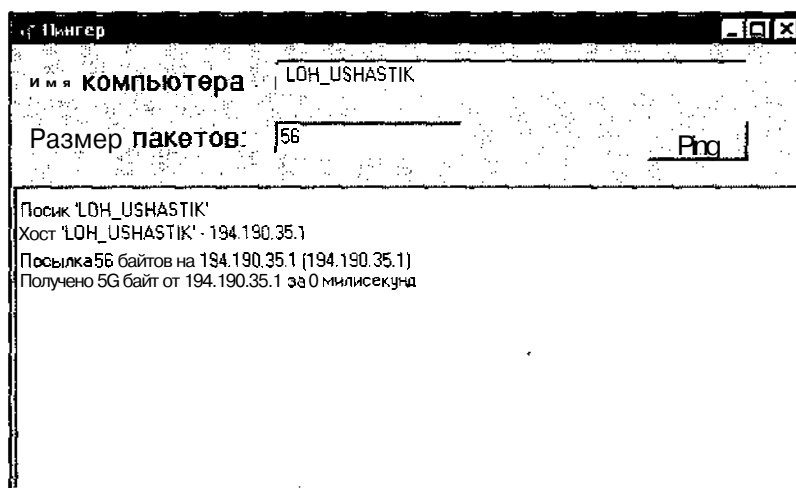 Пингер
имя компьютера
LOH_USHASTIK
Размер пакетов:
56
Ping
Посик 'LOH_USHASTIK'
Хост 'LOH_USHASTIK' - 194.190.35.1
Посылка 56 байтов на 194.190.35.1 (194.190.35.1)
Получено 5G байт от 194.190.35.1 за 0 милисекунд